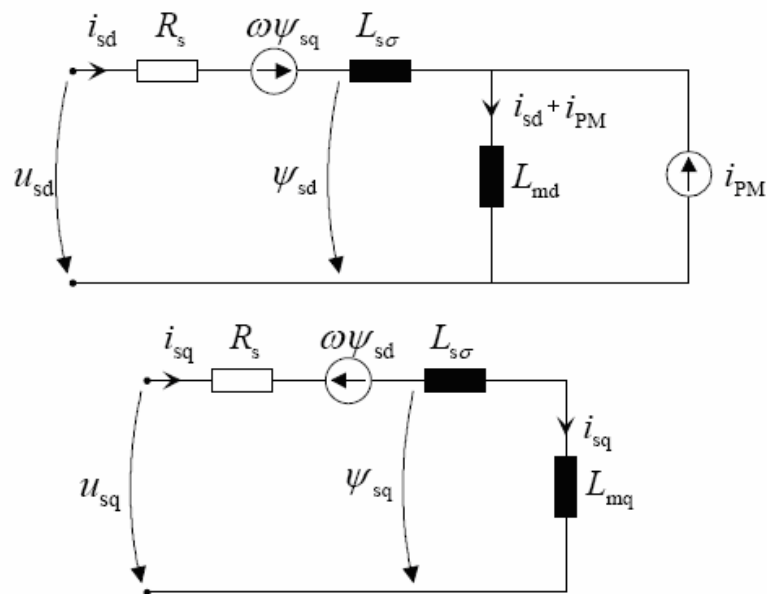 i_sd R_s ωψ_sq L_sσ
i_sd + i_PM
u_sd ψ_sd L_md i_PM
i_sq R_s ωψ_sd L_sσ
i_sq
u_sq ψ_sq L_mq